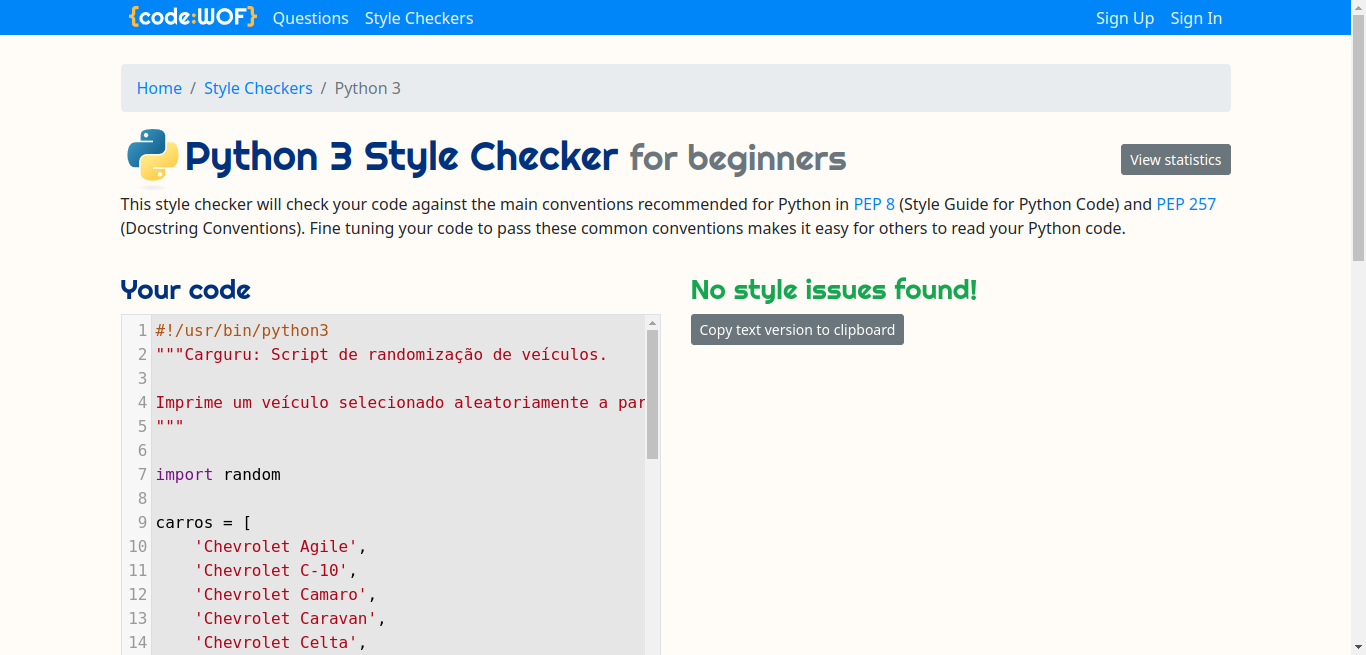 {code:WOF} Questions Style Checkers Sign Up Sign In
Home / Style Checkers / Python 3
Python 3 Style Checker for beginners
View statistics
This style checker will check your code against the main conventions recommended for Python in PEP 8 (Style Guide for Python Code) and PEP 257
(Docstring Conventions). Fine tuning your code to pass these common conventions makes it easy for others to read your Python code.
Your code
1 #!/usr/bin/python3
2 """Carguru: Script de randomização de veículos.
3
4 Imprime um veículo selecionado aleatoriamente a par
5 """
6
7 import random
8
9 carros = [
10 'Chevrolet Agile',
11 'Chevrolet C-10',
12 'Chevrolet Camaro',
13 'Chevrolet Caravan',
14 'Chevrolet Celta',
No style issues found!
Copy text version to clipboard